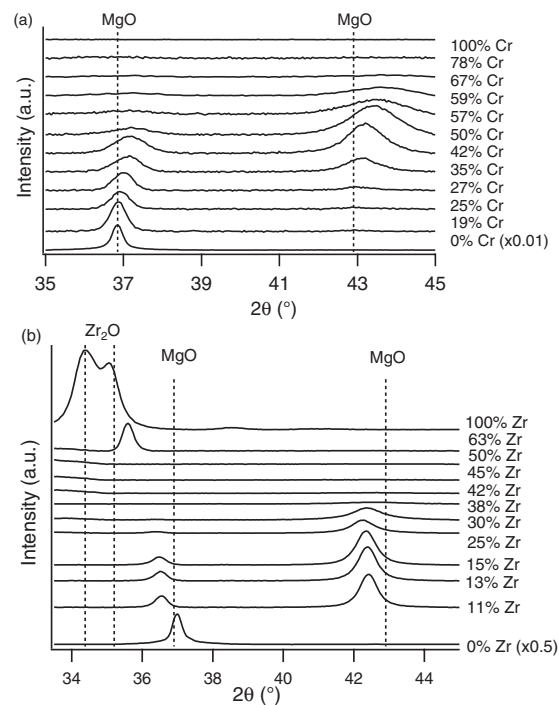 (a)
MgO
MgO
100% Cr
78% Cr
67% Cr
59% Cr
57% Cr
50% Cr
42% Cr
35% Cr
27% Cr
25% Cr
19% Cr
0% Cr (x0.01)
Intensity (a.u.)
35
37
39
41
43
45
2θ (°)
(b)
Zr₂O
MgO
MgO
100% Zr
63% Zr
50% Zr
45% Zr
42% Zr
38% Zr
30% Zr
25% Zr
15% Zr
13% Zr
11% Zr
0% Zr (x0.5)
Intensity (a.u.)
34
36
38
40
42
44
2θ (°)